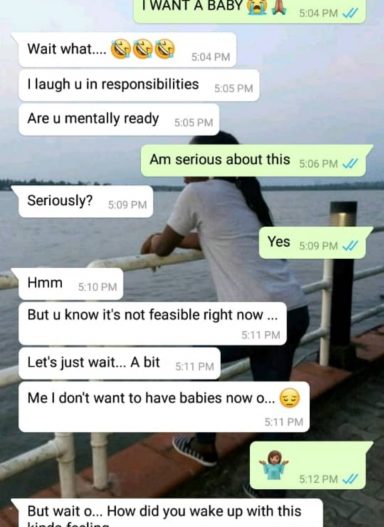 I WANT A BABY 😭🙏🏽
5:04 PM
Wait what.... 🤣🤣🤣
5:04 PM
I laugh u in responsibilities 5:05 PM
Are u mentally ready 5:05 PM
Am serious about this 5:06 PM
Seriously? 5:09 PM
Yes 5:09 PM
Hmm 5:10 PM
But u know it's not feasible right now ...
5:11 PM
Let's just wait... A bit 5:11 PM
Me I don't want to have babies now o... 😔
5:11 PM
🤷🏽‍♀️ 5:12 PM
But wait o... How did you wake up with this
kinda feeling